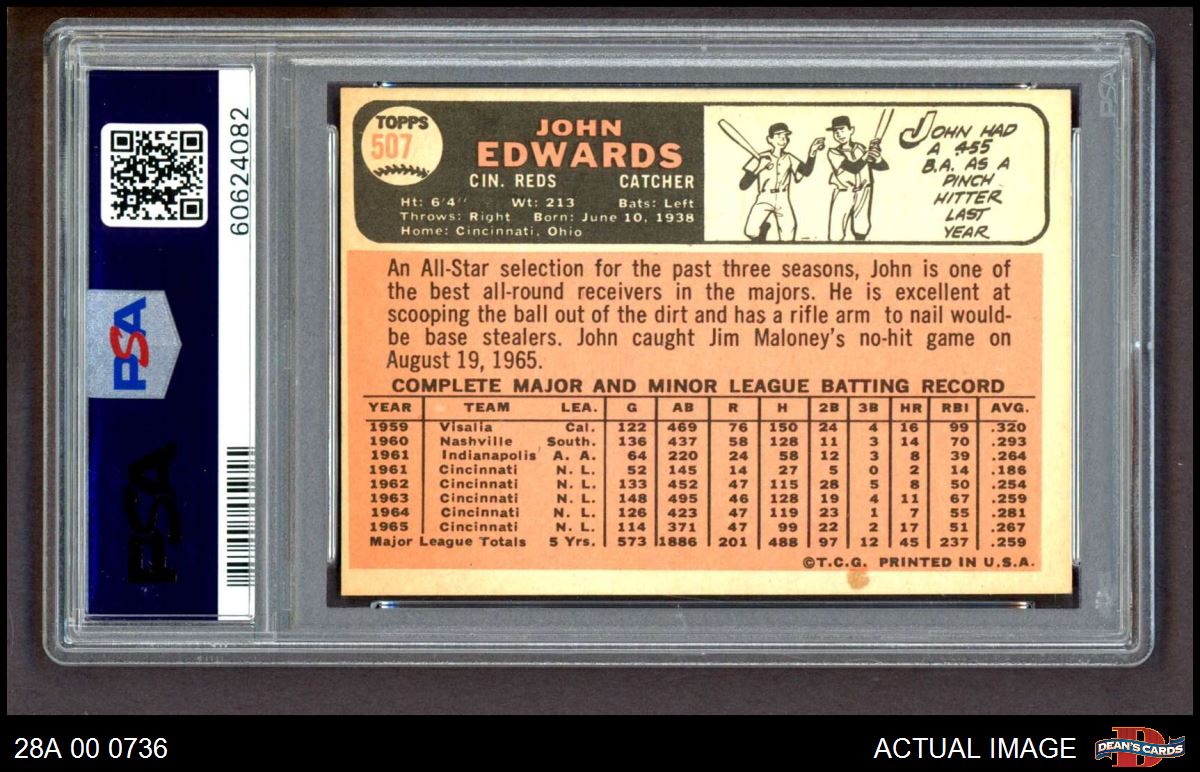 60624082
PSA
PSA
PSA
TOPPS
507
JOHN
EDWARDS
CIN. REDS CATCHER
Ht: 6'4" Wt: 213 Bats: Left
Throws: Right Born: June 10, 1938
Home: Cincinnati, Ohio
JOHN HAD
A .455
B.A. AS A
PINCH
HITTER
LAST
YEAR
An All-Star selection for the past three seasons, John is one of
the best all-round receivers in the majors. He is excellent at
scooping the ball out of the dirt and has a rifle arm to nail would-
be base stealers. John caught Jim Maloney's no-hit game on
August 19, 1965.
COMPLETE MAJOR AND MINOR LEAGUE BATTING RECORD
YEAR TEAM LEA. G AB R H 2B 3B HR RBI AVG.
1959 Visalia Cal. 122 469 76 150 24 4 16 99 .320
1960 Nashville South. 136 437 58 128 11 3 14 70 .293
1961 Indianapolis A. A. 64 220 24 58 12 3 8 39 .264
1961 Cincinnati N. L. 52 145 14 27 5 0 2 14 .186
1962 Cincinnati N. L. 133 452 47 115 28 5 8 50 .254
1963 Cincinnati N. L. 148 495 46 128 19 4 11 67 .259
1964 Cincinnati N. L. 126 423 47 119 23 1 7 55 .281
1965 Cincinnati N. L. 114 371 47 99 22 2 17 51 .267
Major League Totals 5 Yrs. 573 1886 201 488 97 12 45 237 .259
©T.C.G. PRINTED IN U.S.A.
28A 00 0736
ACTUAL IMAGE
DEAN'S CARDS